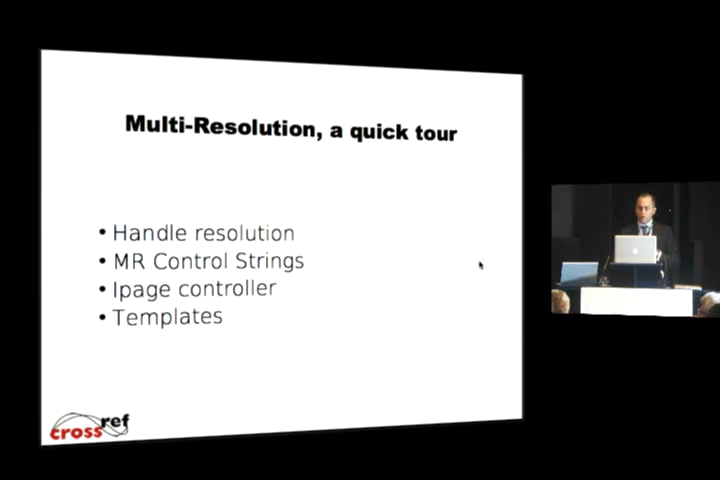 Multi-Resolution, a quick tour
• Handle resolution
• MR Control Strings
• Ipage controller
• Templates
crossref